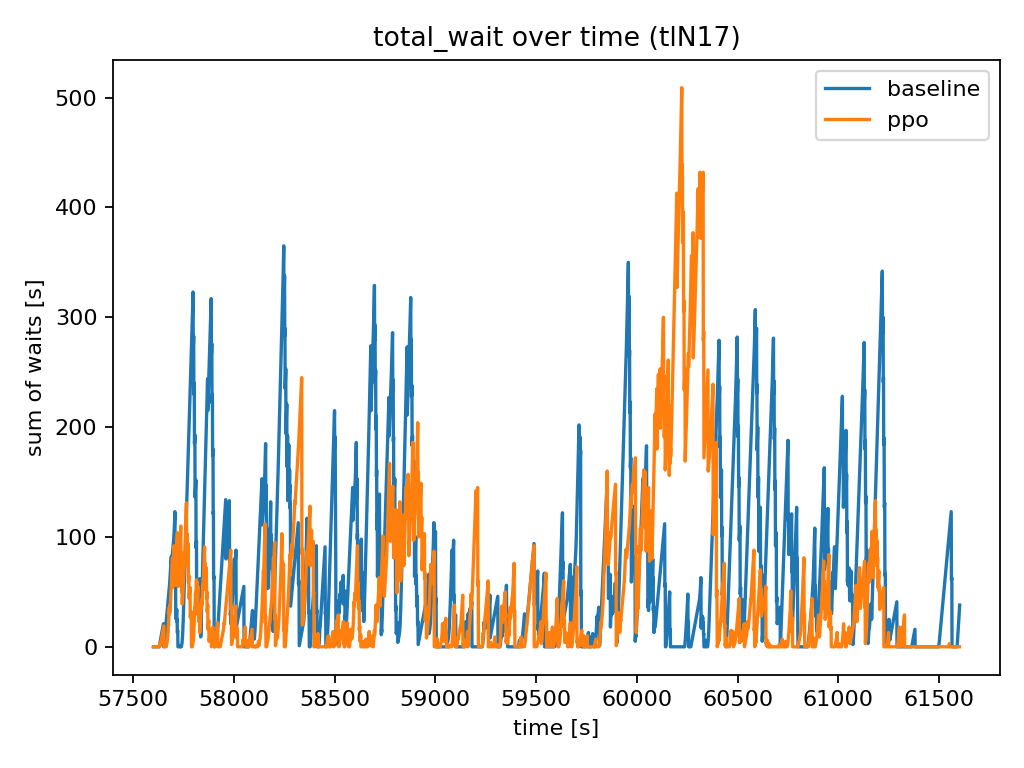 total_wait over time (tlN17)
baseline
ppo
sum of waits [s]
500
400
300
200
100
0
57500 58000 58500 59000 59500 60000 60500 61000 61500
time [s]